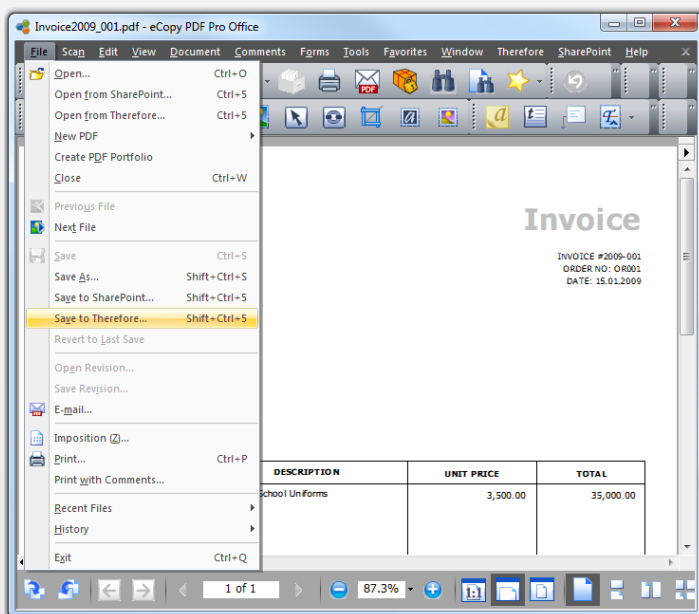 Invoice2009_001.pdf - eCopy PDF Pro Office
File Scan Edit View Document Comments Forms Tools Favorites Window Therefore SharePoint Help
Open... Ctrl+O
Open from SharePoint... Ctrl+5
Open from Therefore... Ctrl+5
New PDF
Create PDF Portfolio
Close Ctrl+W
Previous File
Next File
Save Ctrl+S
Save As... Shift+Ctrl+S
Save to SharePoint... Shift+Ctrl+5
Save to Therefore... Shift+Ctrl+5
Revert to Last Save
Open Revision...
Save Revision...
E-mail...
Imposition (Z)...
Print... Ctrl+P
Print with Comments...
Recent Files
History
Exit Ctrl+Q
PDF
Invoice
INVOICE #2009-001
ORDER NO: OR001
DATE: 15.01.2009
DESCRIPTION UNIT PRICE TOTAL
School Uniforms 3,500.00 35,000.00
1 of 1 87.3% 1:1